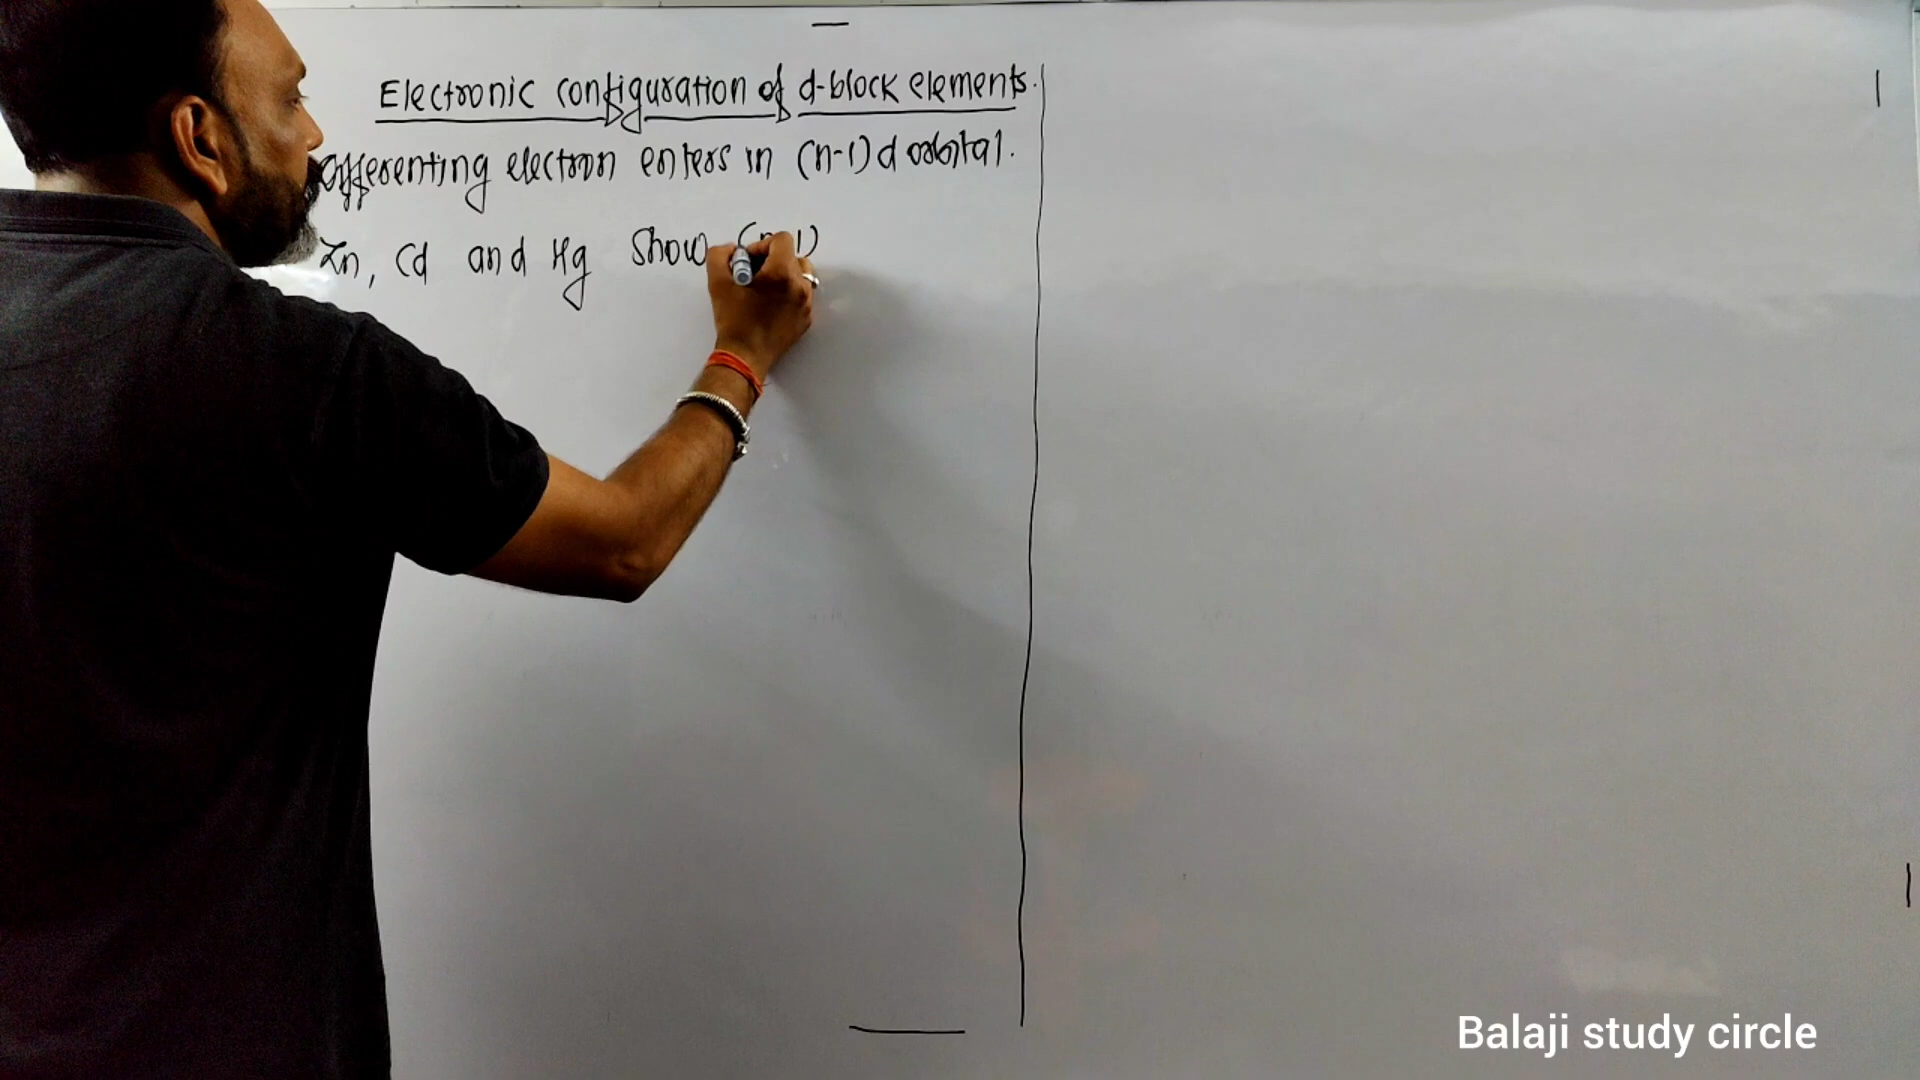 Electronic configuration of d-block elements.
differenting electron enters in (n-1) d orbital.
Zn, Cd and Hg show (n-1)
Balaji study circle